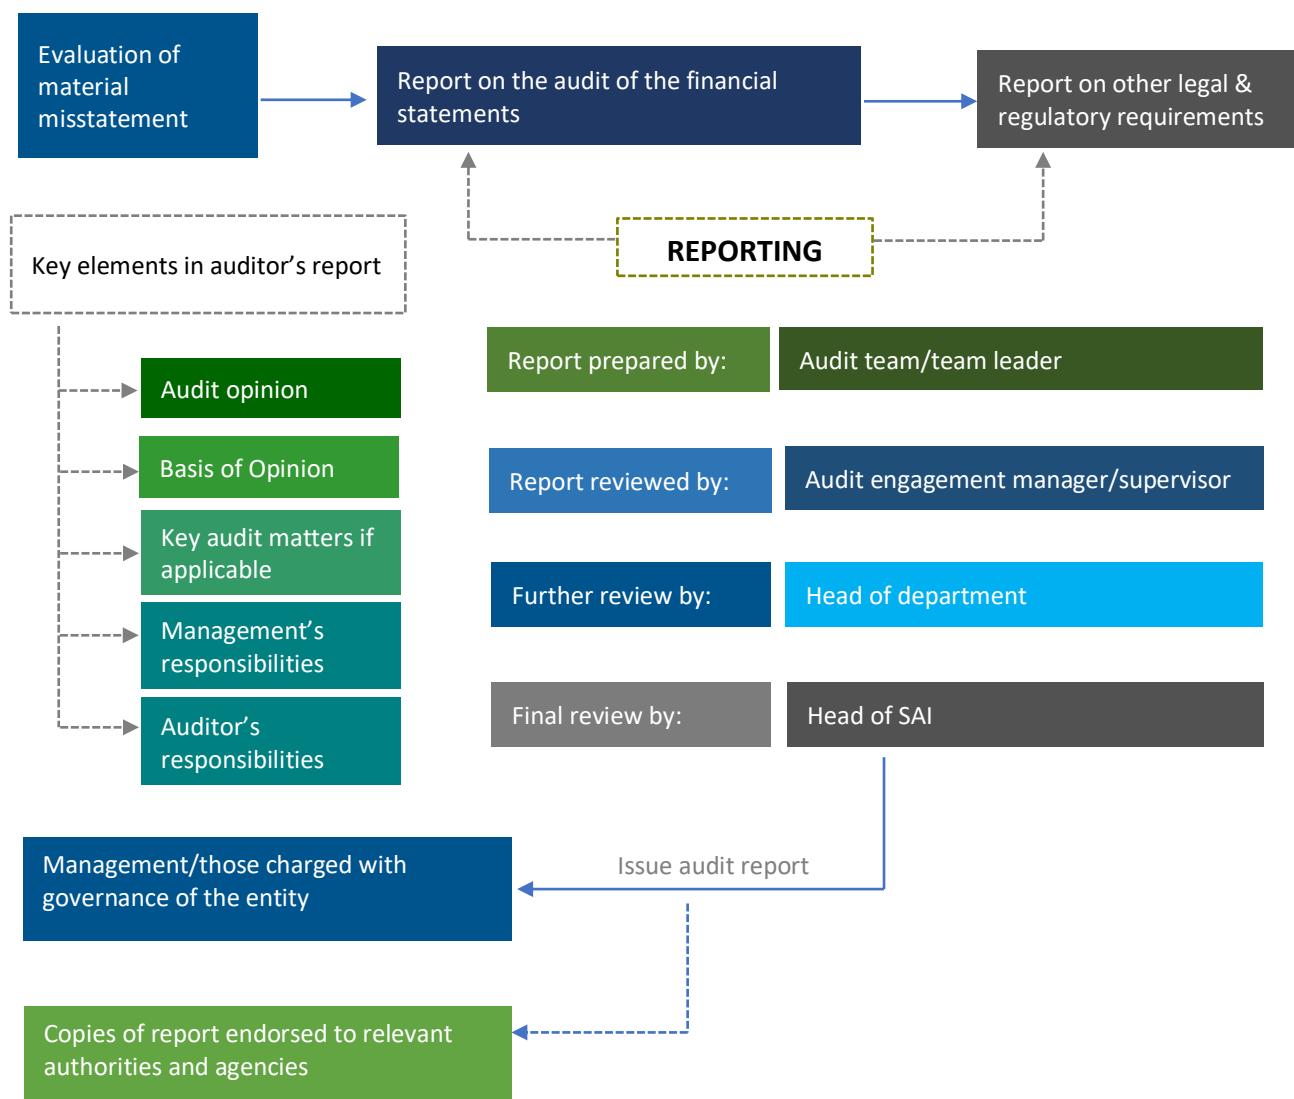 Evaluation of
material
misstatement
Report on the audit of the financial
statements
Report on other legal &
regulatory requirements
REPORTING
Key elements in auditor’s report
Audit opinion
Basis of Opinion
Key audit matters if
applicable
Management’s
responsibilities
Auditor’s
responsibilities
Report prepared by:
Audit team/team leader
Report reviewed by:
Audit engagement manager/supervisor
Further review by:
Head of department
Final review by:
Head of SAI
Issue audit report
Management/those charged with
governance of the entity
Copies of report endorsed to relevant
authorities and agencies